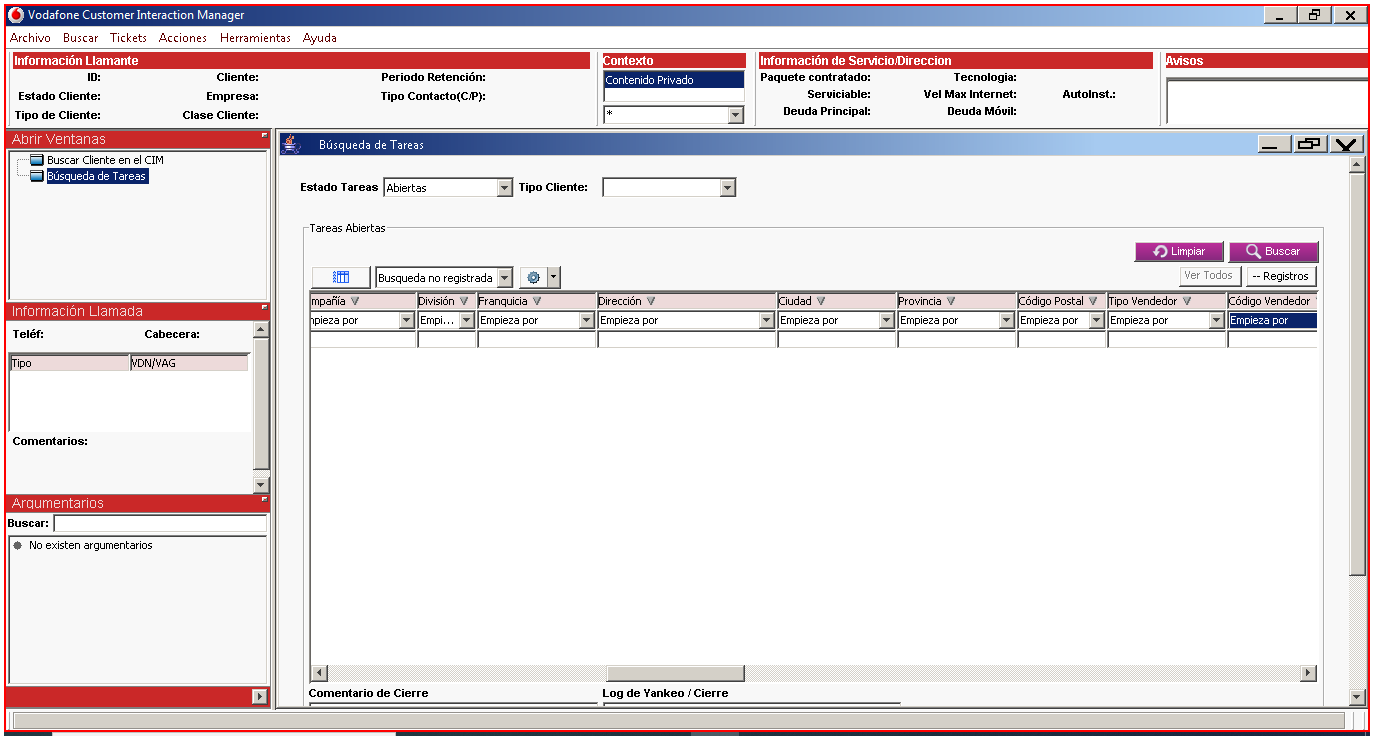 Vodafone Customer Interaction Manager
Archivo Buscar Tickets Acciones Herramientas Ayuda
Información Llamante
ID: Cliente: Periodo Retención:
Estado Cliente: Empresa: Tipo Contacto(C/P):
Tipo de Cliente: Clase Cliente:
Contexto
Contenido Privado
*
Información de Servicio/Direccion
Paquete contratado: Tecnologia:
Serviciable: Vel Max Internet: AutoInst.:
Deuda Principal: Deuda Móvil:
Avisos
Abrir Ventanas
Buscar Cliente en el CIM
Búsqueda de Tareas
Información Llamada
Teléf: Cabecera:
Tipo VDN/VAG
Comentarios:
Argumentarios
Buscar:
No existen argumentarios
Búsqueda de Tareas
Estado Tareas Abiertas Tipo Cliente:
Tareas Abiertas
Limpiar Buscar
Busqueda no registrada Ver Todos -- Registros
mpañía División Franquicia Dirección Ciudad Provincia Código Postal Tipo Vendedor Código Vendedor
mpieza por Empi... Empieza por Empieza por Empieza por Empieza por Empieza por Empieza por Empieza por
Comentario de Cierre Log de Yankeo / Cierre